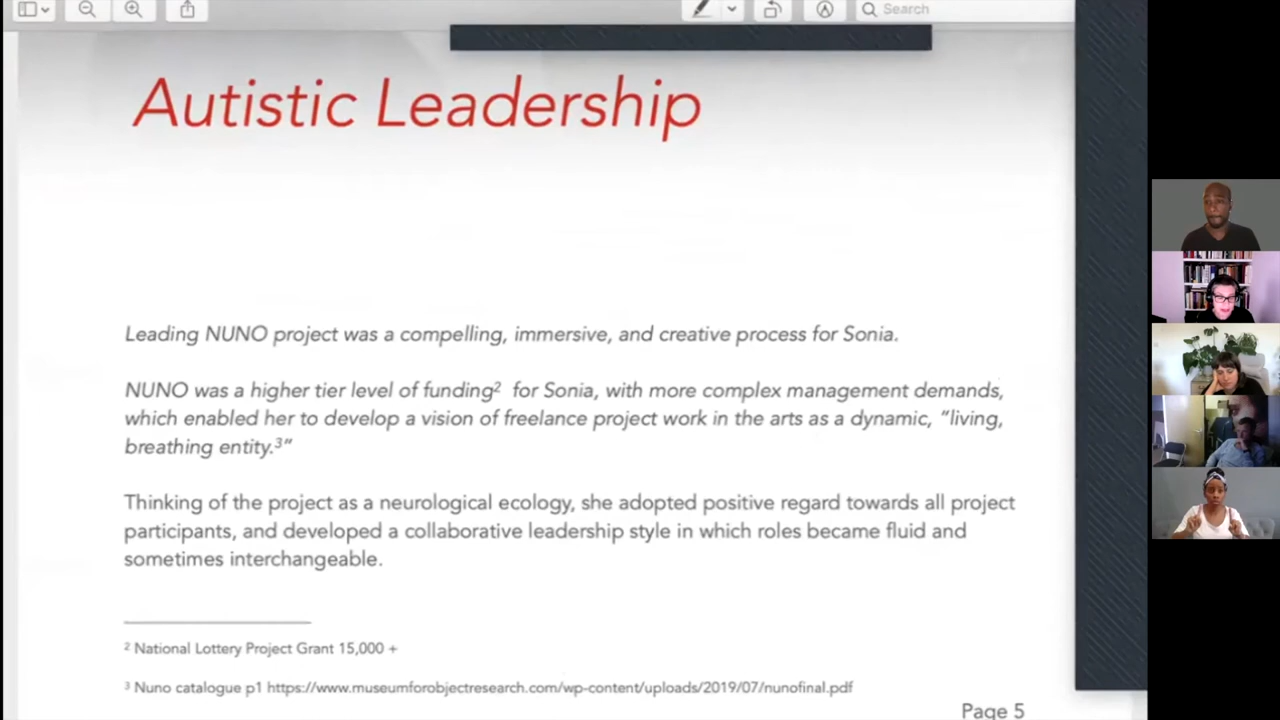 Search
Autistic Leadership
Leading NUNO project was a compelling, immersive, and creative process for Sonia.
NUNO was a higher tier level of funding² for Sonia, with more complex management demands,
which enabled her to develop a vision of freelance project work in the arts as a dynamic, “living,
breathing entity.³”
Thinking of the project as a neurological ecology, she adopted positive regard towards all project
participants, and developed a collaborative leadership style in which roles became fluid and
sometimes interchangeable.
² National Lottery Project Grant 15,000 +
³ Nuno catalogue p1 https://www.museumforobjectresearch.com/wp-content/uploads/2019/07/nunofinal.pdf
Page 5